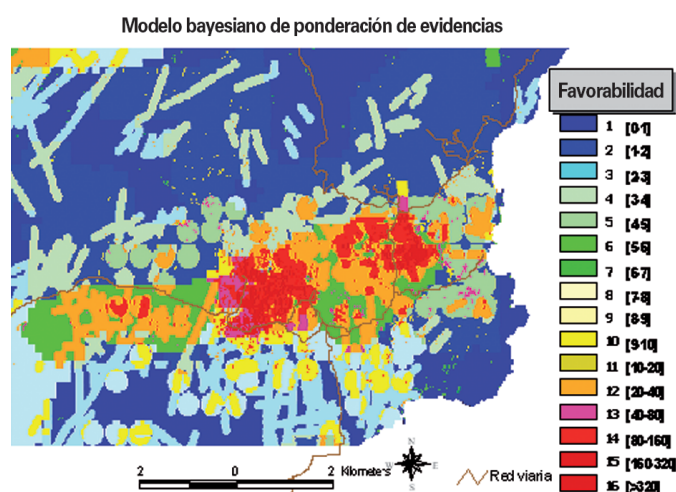 Modelo bayesiano de ponderación de evidencias
Favorabilidad
1 [0-1]
2 [1-2]
3 [2-3]
4 [3-4]
5 [4-5]
6 [5-6]
7 [6-7]
8 [7-8]
9 [8-9]
10 [9-10]
11 [10-20]
12 [20-40]
13 [40-80]
14 [80-160]
15 [160-320]
16 [>320]
2 0 2 Kilometers
N
W E
S
Red viaria